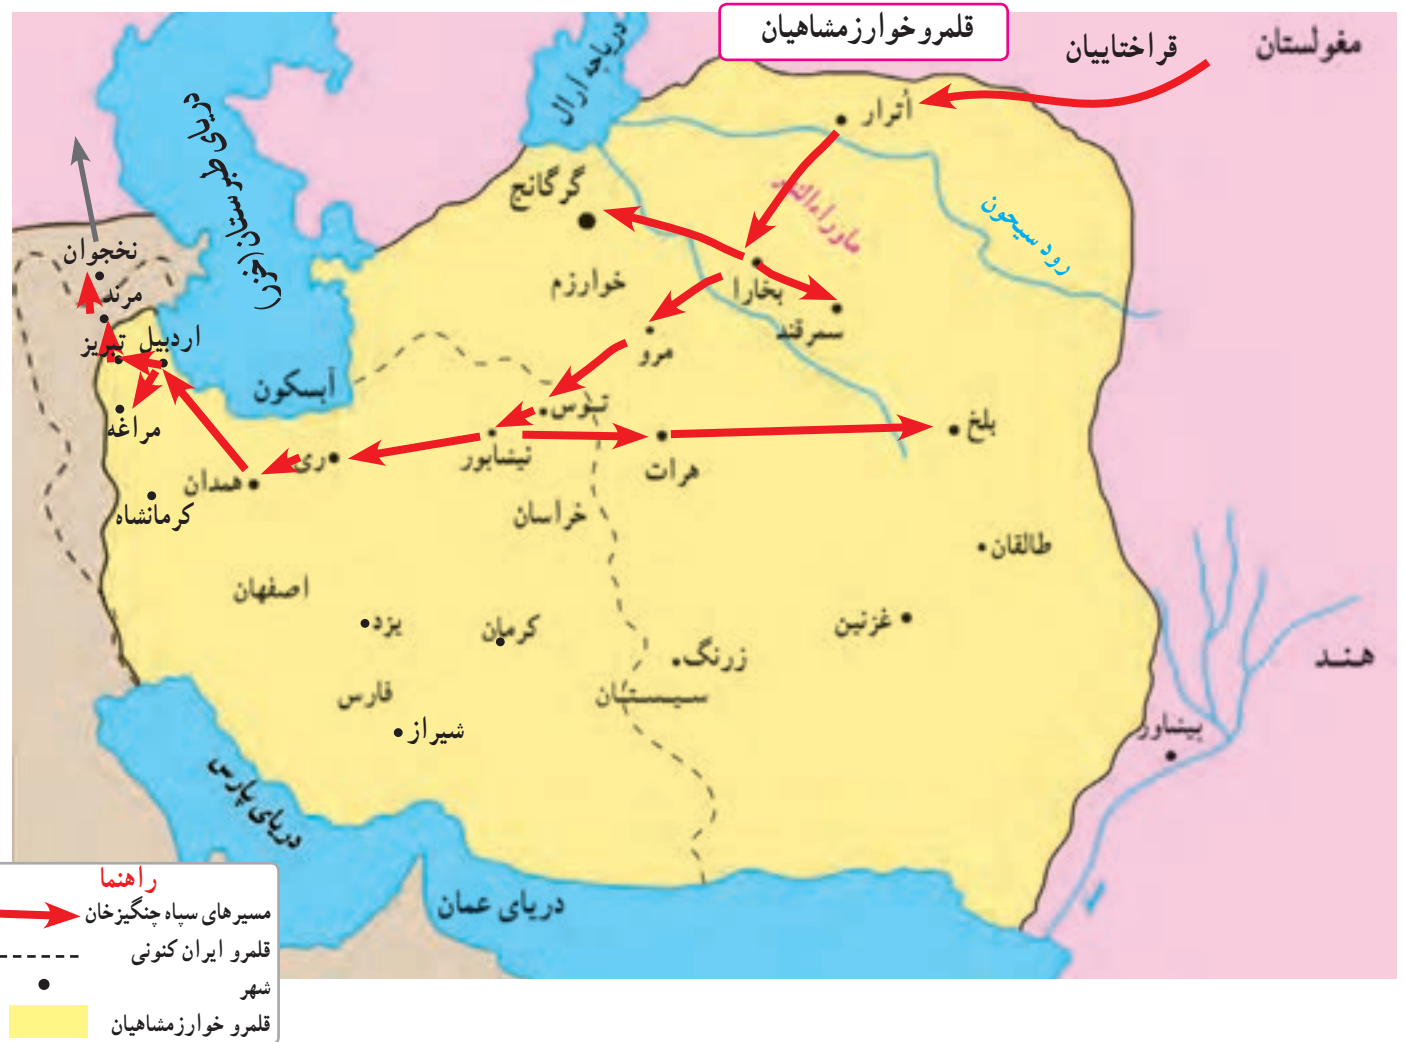 قلمرو خوارزمشاهیان
مغولستان
قراختاییان
دریاچه آرال
اُترار
دریای طبرستان (خزر)
گرگانج
ماوراءالنهر
رود سیحون
نخجوان
خوارزم
بخارا
مرند
سمرقند
اردبیل
تبریز
مرو
آبسکون
توس
مراغه
بلخ
نیشابور
ری
هرات
همدان
کرمانشاه
خراسان
طالقان
اصفهان
یزد
کرمان
غزنین
زرنگ
هند
فارس
سیستان
شیراز
پیشاور
دریای پارس
دریای عمان
راهنما
مسیرهای سپاه چنگیزخان
قلمرو ایران کنونی
شهر
قلمرو خوارزمشاهیان